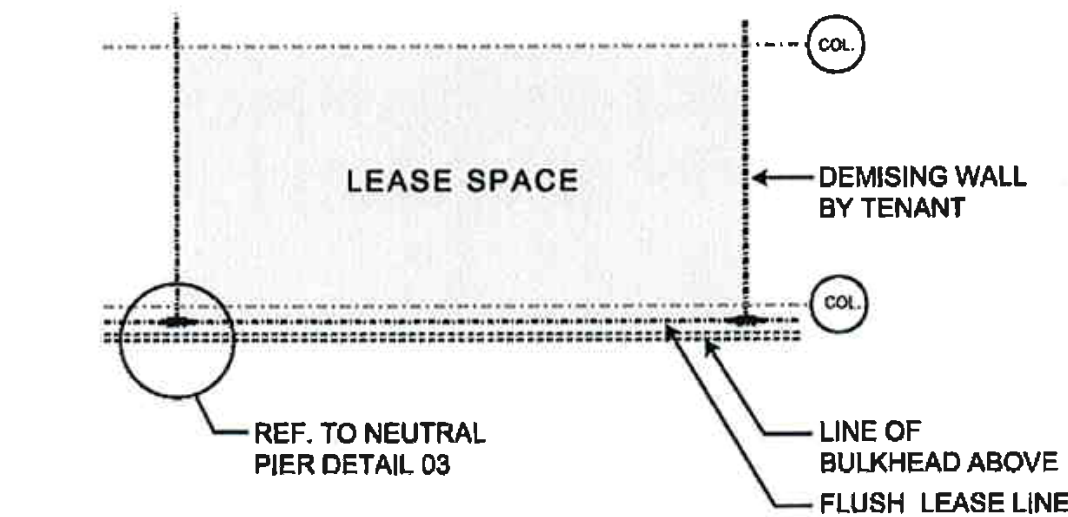 COL.
LEASE SPACE
DEMISING WALL
BY TENANT
COL.
REF. TO NEUTRAL
PIER DETAIL 03
LINE OF
BULKHEAD ABOVE
FLUSH LEASE LINE